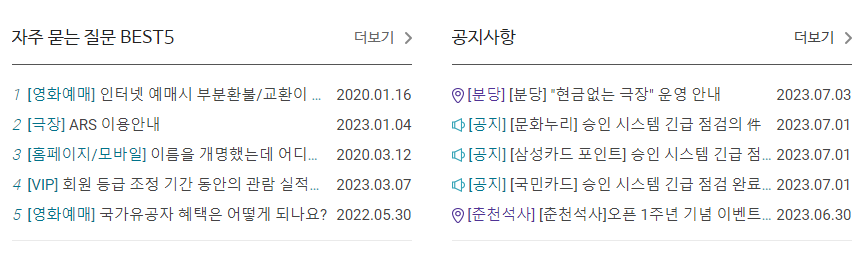 자주 묻는 질문 BEST5 더보기
1 [영화예매] 인터넷 예매시 부분환불/교환이 ... 2020.01.16
2 [극장] ARS 이용안내 2023.01.04
3 [홈페이지/모바일] 이름을 개명했는데 어디... 2020.03.12
4 [VIP] 회원 등급 조정 기간 동안의 관람 실적... 2023.03.07
5 [영화예매] 국가유공자 혜택은 어떻게 되나요? 2022.05.30
공지사항 더보기
[분당] [분당] "현금없는 극장" 운영 안내 2023.07.03
[공지] [문화누리] 승인 시스템 긴급 점검의 件 2023.07.01
[공지] [삼성카드 포인트] 승인 시스템 긴급 점... 2023.07.01
[공지] [국민카드] 승인 시스템 긴급 점검 완료... 2023.07.01
[춘천석사] [춘천석사]오픈 1주년 기념 이벤트... 2023.06.30